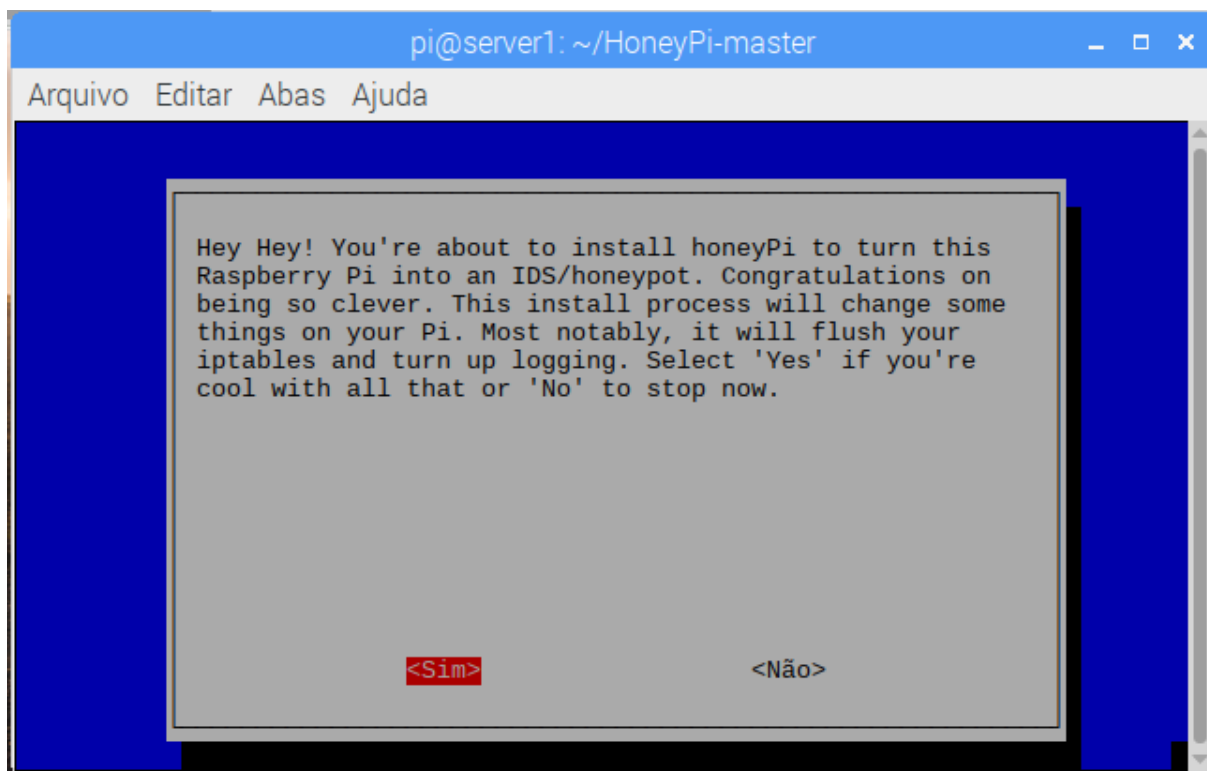 pi@server1: ~/HoneyPi-master
Arquivo Editar Abas Ajuda
Hey Hey! You're about to install honeyPi to turn this
Raspberry Pi into an IDS/honeypot. Congratulations on
being so clever. This install process will change some
things on your Pi. Most notably, it will flush your
iptables and turn up logging. Select 'Yes' if you're
cool with all that or 'No' to stop now.
<Sim> <Não>